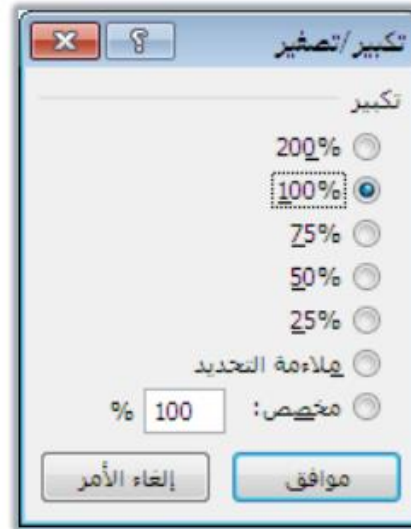 تكبير/تصغير
تكبير
200%
100%
75%
50%
25%
ملاءمة التحديد
مخصص: 100 %
موافق إلغاء الأمر